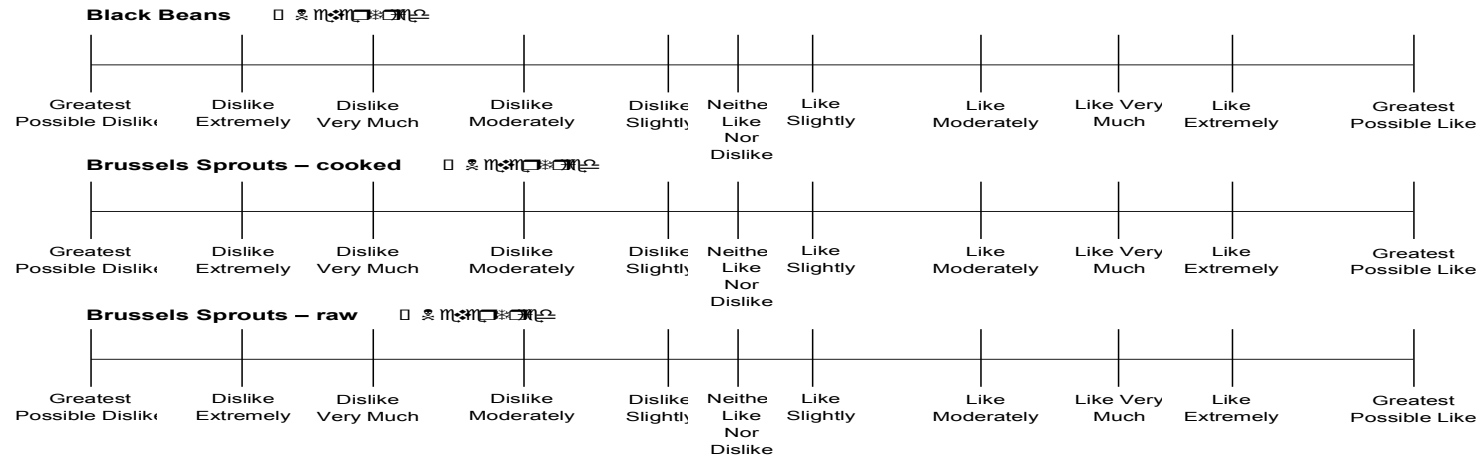 Black Beans
Greatest Dislike Dislike Dislike Dislike Neithe Like Like Like Very Like Greatest
Possible Dislike Extremely Very Much Moderately Slightly Like Slightly Moderately Much Extremely Possible Like
Nor
Dislike
Brussels Sprouts – cooked
Greatest Dislike Dislike Dislike Dislike Neithe Like Like Like Very Like Greatest
Possible Dislike Extremely Very Much Moderately Slightly Like Slightly Moderately Much Extremely Possible Like
Nor
Dislike
Brussels Sprouts – raw
Greatest Dislike Dislike Dislike Dislike Neithe Like Like Like Very Like Greatest
Possible Dislike Extremely Very Much Moderately Slightly Like Slightly Moderately Much Extremely Possible Like
Nor
Dislike